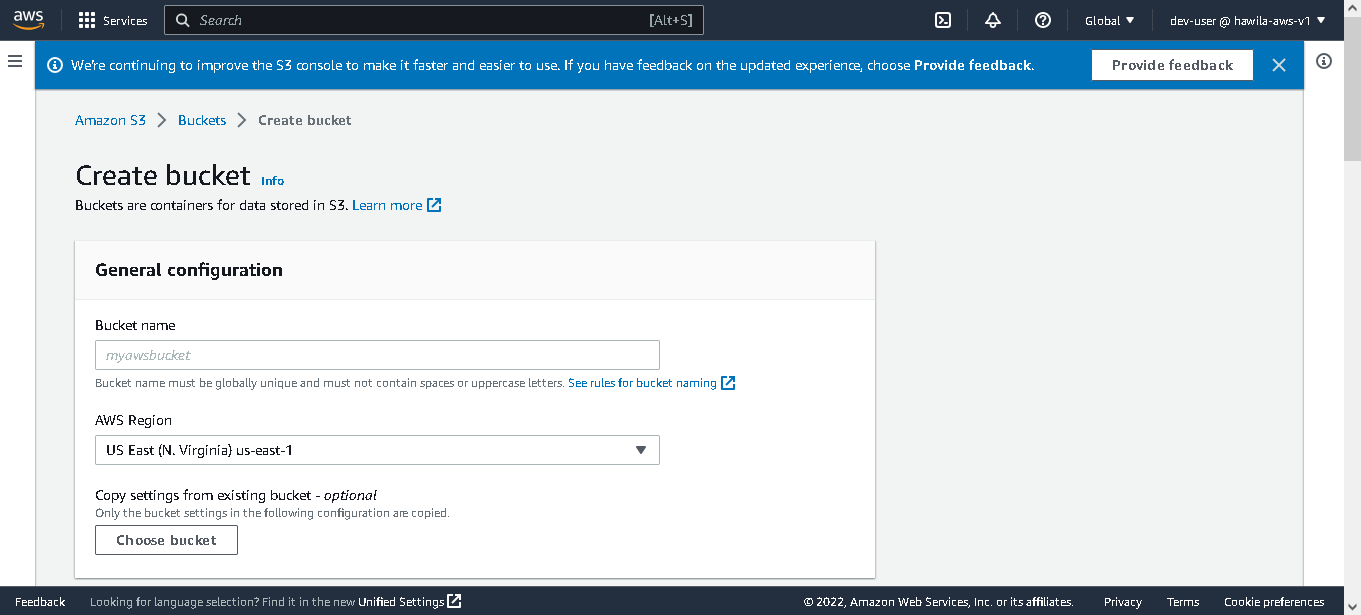 aws
Services
Search
[Alt+S]
Global
dev-user @ hawila-aws-v1
We're continuing to improve the S3 console to make it faster and easier to use. If you have feedback on the updated experience, choose Provide feedback.
Provide feedback
Amazon S3
Buckets
Create bucket
Create bucket Info
Buckets are containers for data stored in S3. Learn more
General configuration
Bucket name
myawsbucket
Bucket name must be globally unique and must not contain spaces or uppercase letters. See rules for bucket naming
AWS Region
US East (N. Virginia) us-east-1
Copy settings from existing bucket - optional
Only the bucket settings in the following configuration are copied.
Choose bucket
Feedback
Looking for language selection? Find it in the new Unified Settings
© 2022, Amazon Web Services, Inc. or its affiliates.
Privacy
Terms
Cookie preferences